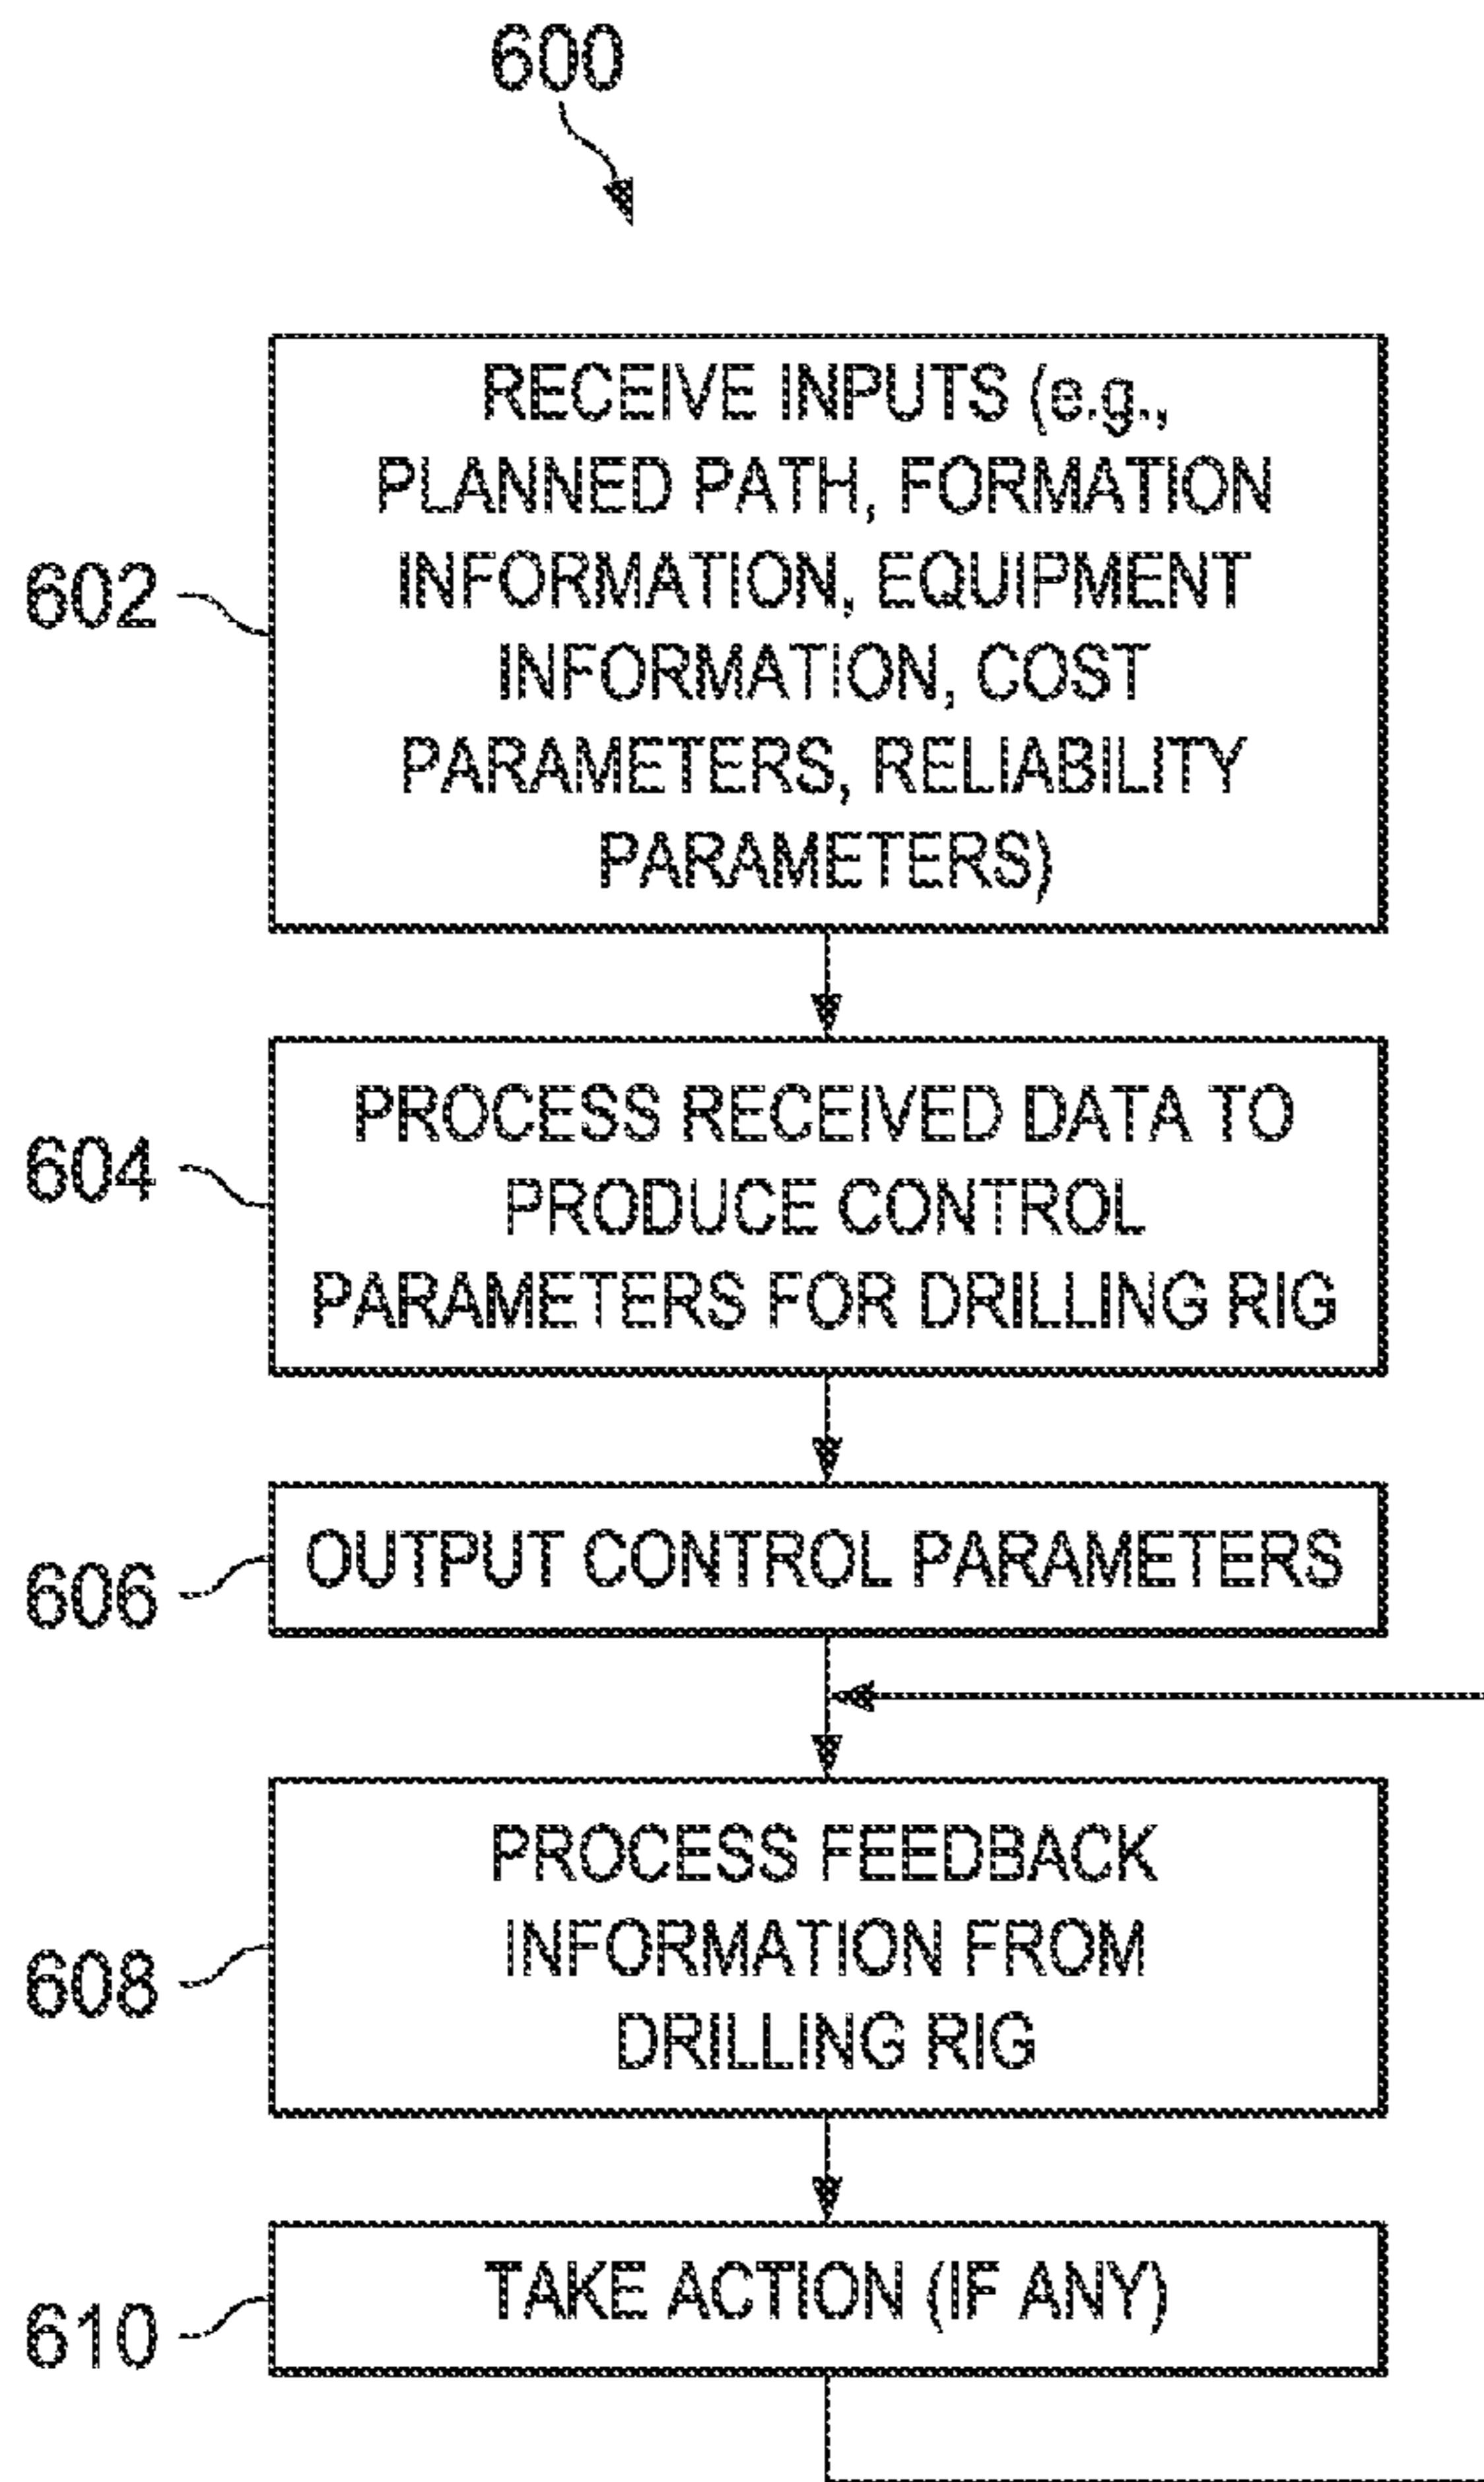 600
602
RECEIVE INPUTS (e.g.,
PLANNED PATH, FORMATION
INFORMATION, EQUIPMENT
INFORMATION, COST
PARAMETERS, RELIABILITY
PARAMETERS)
604
PROCESS RECEIVED DATA TO
PRODUCE CONTROL
PARAMETERS FOR DRILLING RIG
606
OUTPUT CONTROL PARAMETERS
608
PROCESS FEEDBACK
INFORMATION FROM
DRILLING RIG
610
TAKE ACTION (IF ANY)